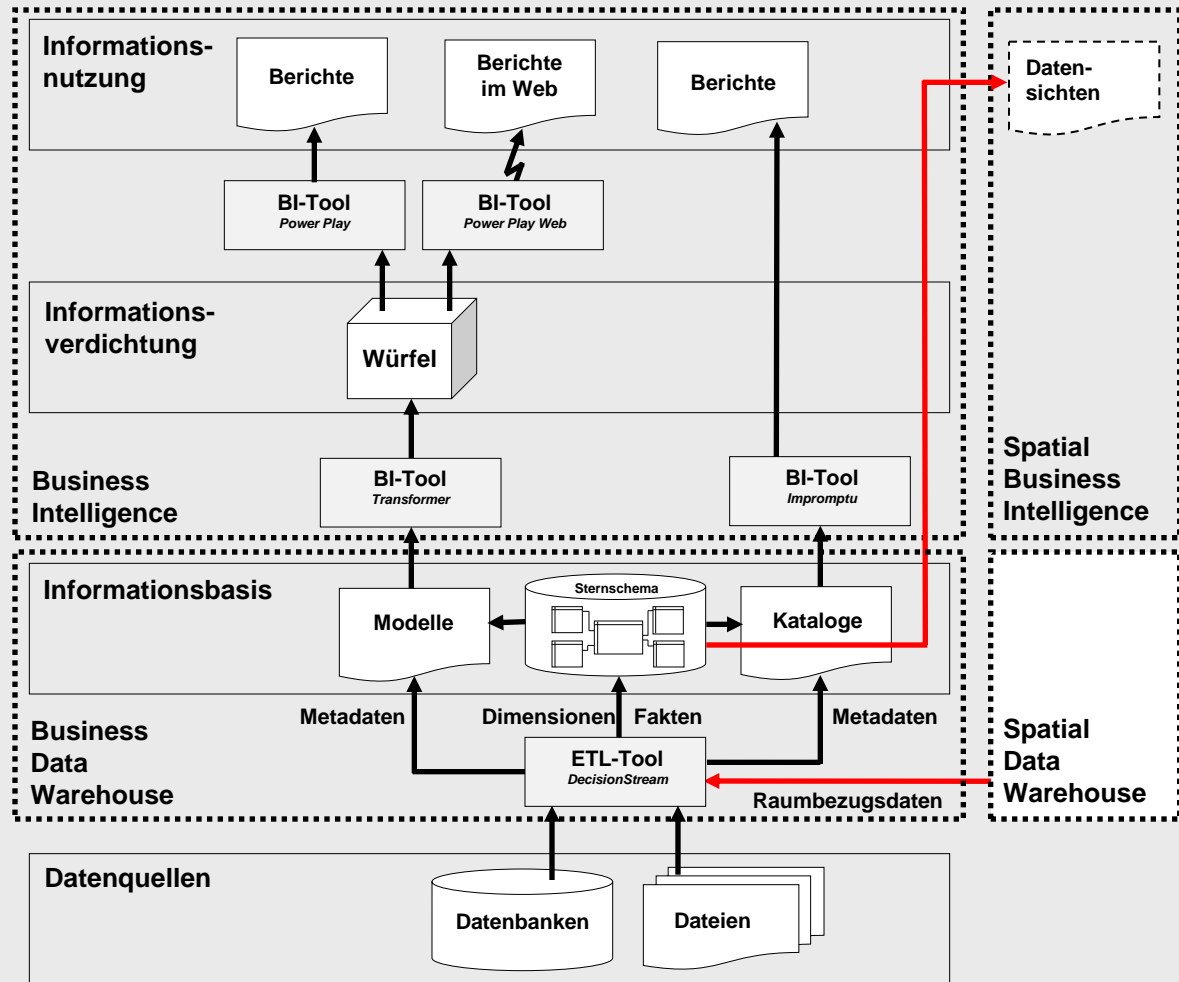 Informations-
nutzung
Berichte
Berichte
im Web
Berichte
Daten-
sichten
BI-Tool
Power Play
BI-Tool
Power Play Web
Informations-
verdichtung
Würfel
BI-Tool
Transformer
BI-Tool
Impromptu
Business
Intelligence
Spatial
Business
Intelligence
Informationsbasis
Sternschema
Modelle
Kataloge
Metadaten
Dimensionen
Fakten
Metadaten
Business
Data
Warehouse
ETL-Tool
DecisionStream
Raumbezugsdaten
Spatial
Data
Warehouse
Datenquellen
Datenbanken
Dateien